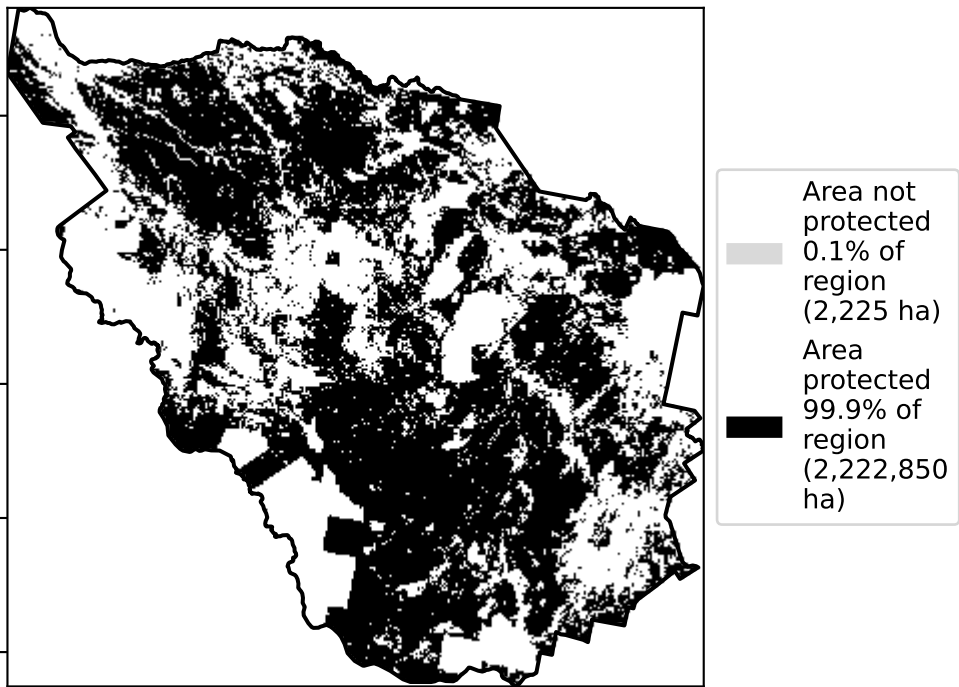 Area not
protected
0.1% of
region
(2,225 ha)
Area
protected
99.9% of
region
(2,222,850
ha)